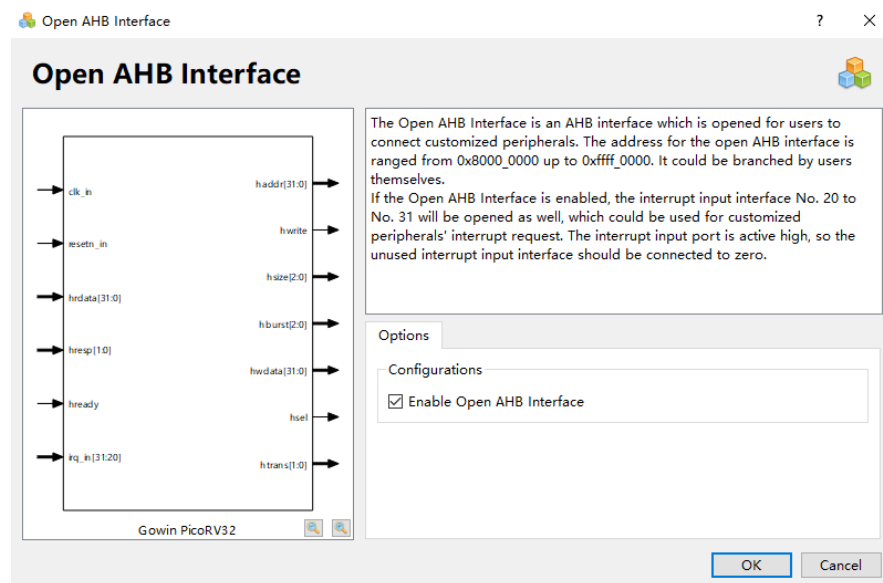 Open AHB Interface
?
Open AHB Interface
clk_in
resetn_in
hrdata[31:0]
hresp[1:0]
hready
irq_in[31:20]
haddr[31:0]
hwrite
hsize[2:0]
hburst[2:0]
hwdata[31:0]
hsel
htrans[1:0]
Gowin PicoRV32
The Open AHB Interface is an AHB interface which is opened for users to
connect customized peripherals. The address for the open AHB interface is
ranged from 0x8000_0000 up to 0xffff_0000. It could be branched by users
themselves.
If the Open AHB Interface is enabled, the interrupt input interface No. 20 to
No. 31 will be opened as well, which could be used for customized
peripherals' interrupt request. The interrupt input port is active high, so the
unused interrupt input interface should be connected to zero.
Options
Configurations
Enable Open AHB Interface
OK
Cancel